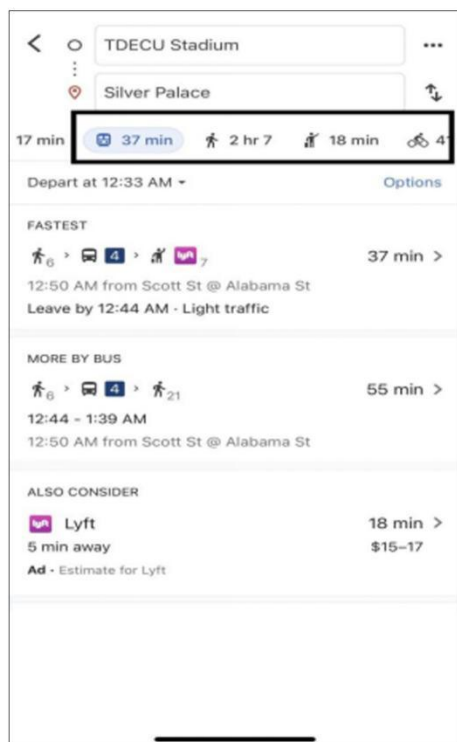 TDECU Stadium
Silver Palace
17 min 37 min 2 hr 7 18 min 41
Depart at 12:33 AM Options
FASTEST
6 4 lyft 7 37 min
12:50 AM from Scott St @ Alabama St
Leave by 12:44 AM · Light traffic
MORE BY BUS
6 4 21 55 min
12:44 - 1:39 AM
12:50 AM from Scott St @ Alabama St
ALSO CONSIDER
lyft Lyft 18 min
5 min away $15–17
Ad · Estimate for Lyft